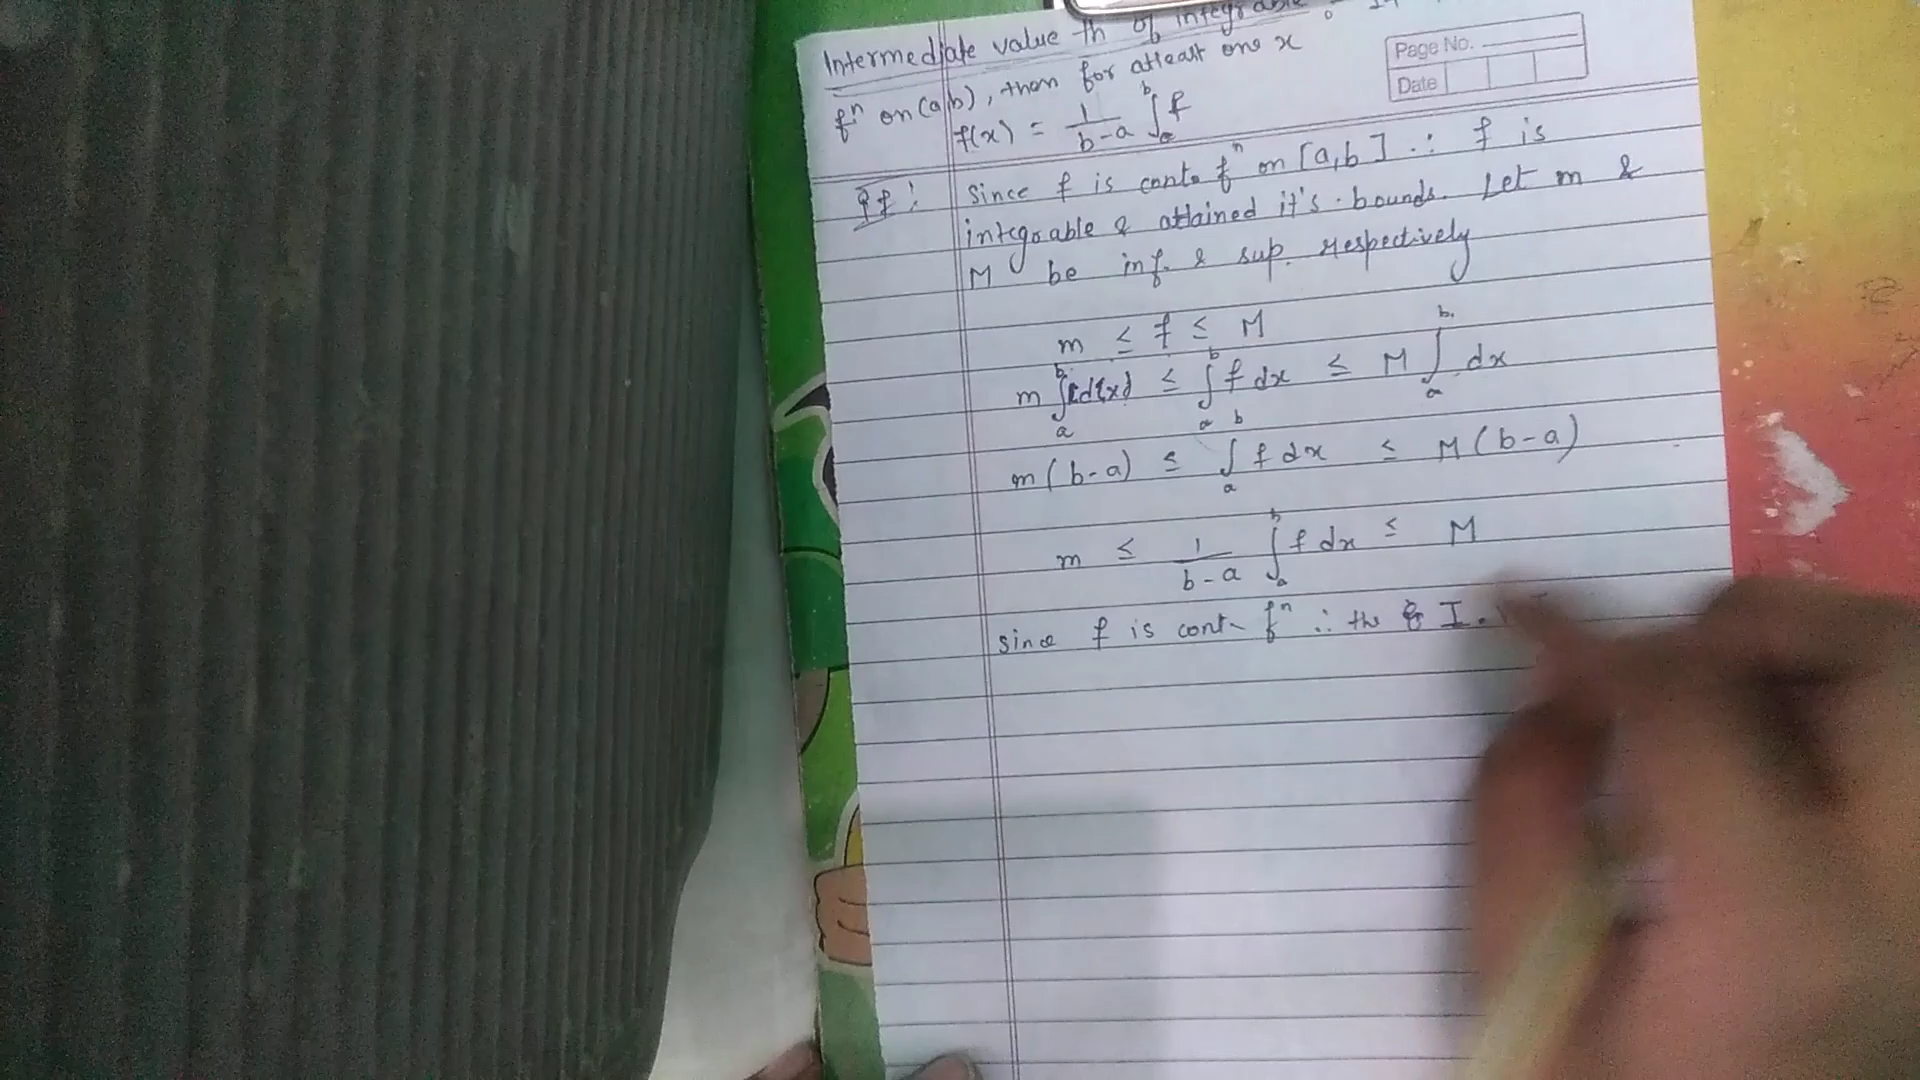 Intermediate value th of integrable
Page No.
Date
fⁿ on (a,b), then for atleast one x
f(x) = 1/(b-a) ∫ₐᵇ f
Pf: Since f is cont. fⁿ on [a,b] ∴ f is
integrable & attained it's bounds. Let m &
M be inf. & sup. respectively
m ≤ f ≤ M
m ∫ₐᵇ d(x) ≤ ∫ₐᵇ f dx ≤ M ∫ₐᵇ dx
m(b-a) ≤ ∫ₐᵇ f dx ≤ M(b-a)
m ≤ 1/(b-a) ∫ₐᵇ f dx ≤ M
since f is cont. fⁿ ∴ the I.